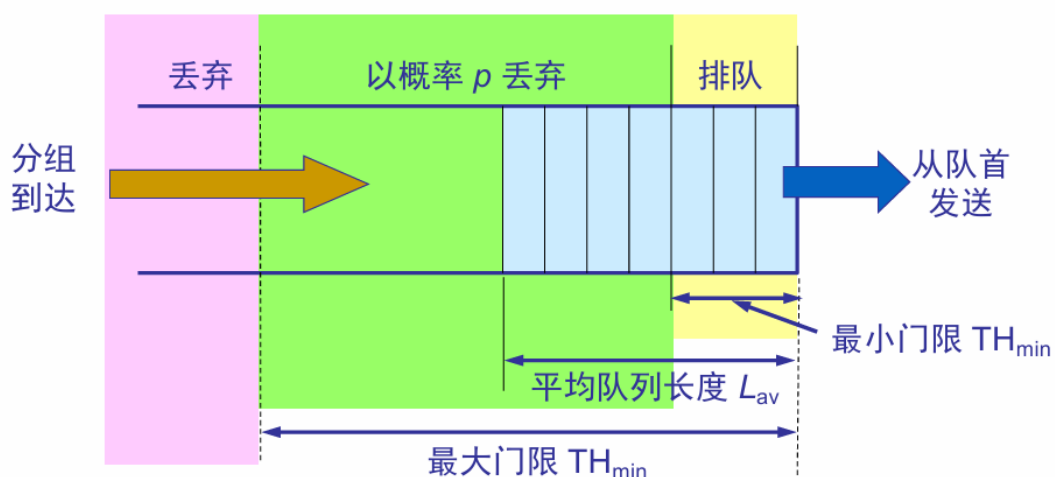 丢弃
以概率 p 丢弃
排队
分组
到达
从队首
发送
最小门限 THmin
平均队列长度 Lav
最大门限 THmin